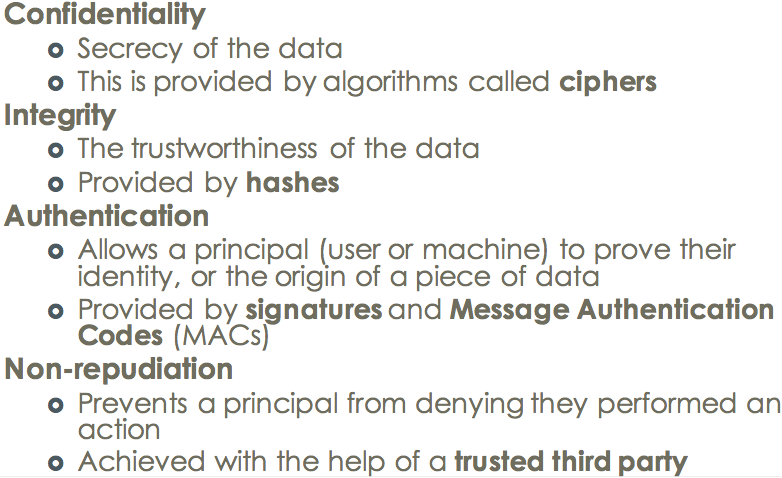 Confidentiality
Secrecy of the data
This is provided by algorithms called ciphers
Integrity
The trustworthiness of the data
Provided by hashes
Authentication
Allows a principal (user or machine) to prove their
identity, or the origin of a piece of data
Provided by signatures and Message Authentication
Codes (MACs)
Non-repudiation
Prevents a principal from denying they performed an
action
Achieved with the help of a trusted third party